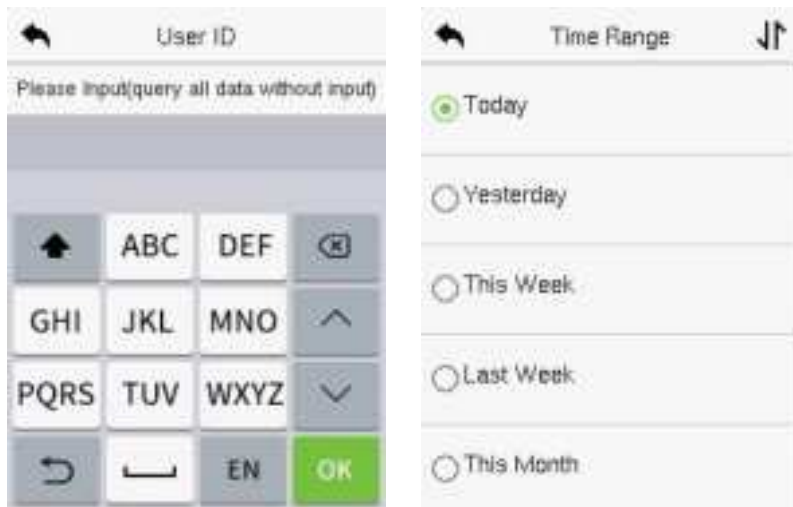 User ID
Please Input(query all data without input)
ABC DEF
GHI JKL MNO
PQRS TUV WXYZ
EN OK
Time Range
Today
Yesterday
This Week
Last Week
This Month